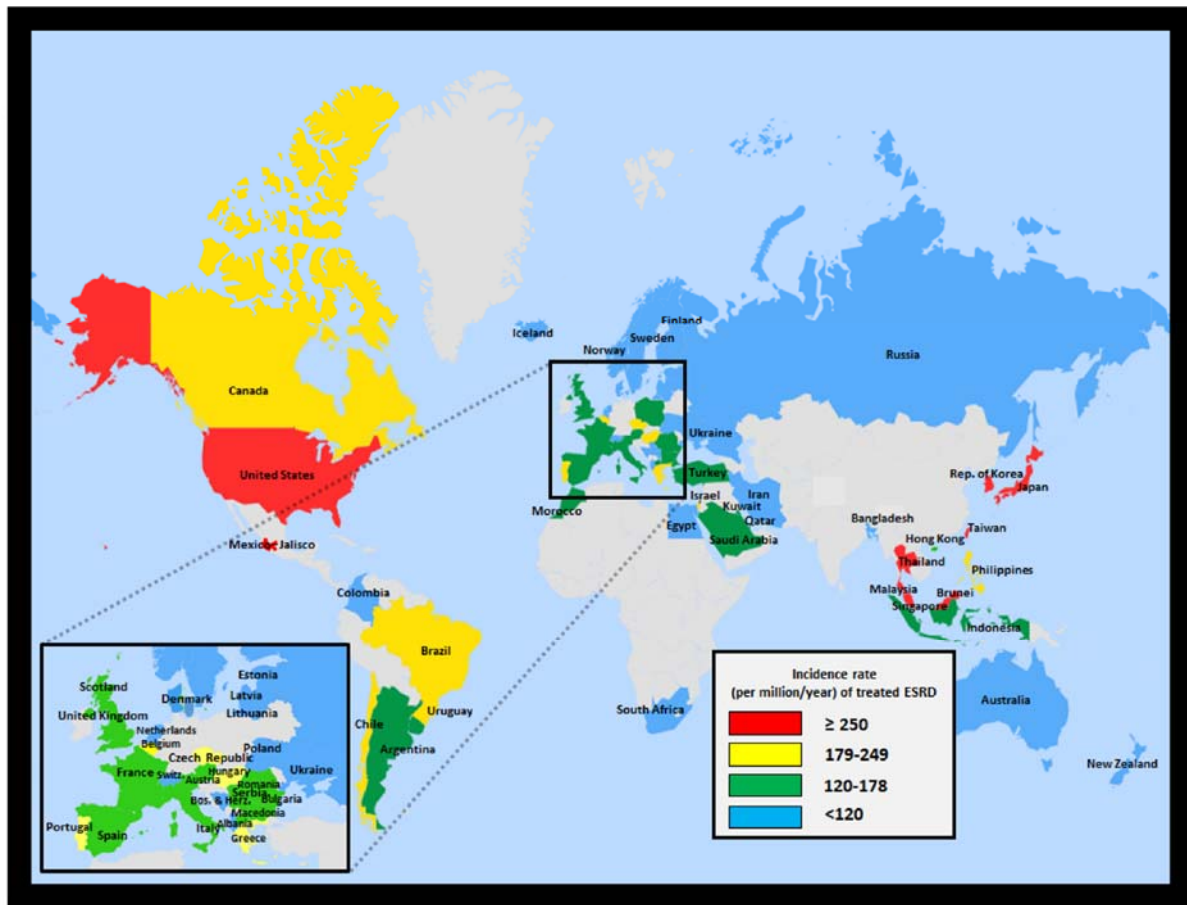 Iceland
Finland
Sweden
Norway
Russia
Canada
Ukraine
United States
Turkey
Rep. of Korea
Japan
Israel
Iran
Kuwait
Morocco
Egypt
Qatar
Bangladesh
Taiwan
Saudi Arabia
Hong Kong
Mexico: Jalisco
Thailand
Philippines
Colombia
Malaysia
Brunei
Singapore
Indonesia
Brazil
South Africa
Australia
Uruguay
Chile
Argentina
New Zealand
Scotland
Estonia
Denmark
Latvia
Lithuania
United Kingdom
Netherlands
Belgium
Poland
Czech Republic
France
Switz.
Hungary
Austria
Ukraine
Romania
Serbia
Bos. & Herz.
Bulgaria
Macedonia
Portugal
Spain
Italy
Albania
Greece
Incidence rate
(per million/year) of treated ESRD
≥ 250
179-249
120-178
<120